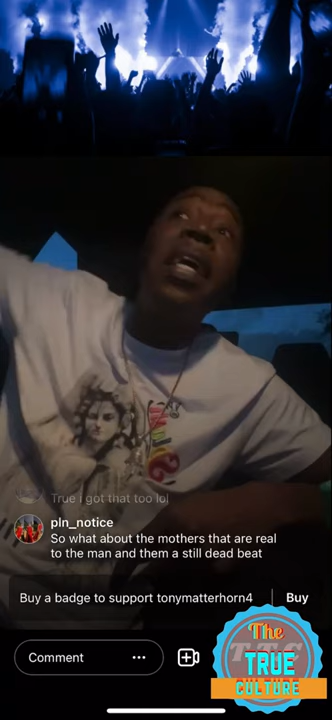 True i got that too lol
pln_notice
So what about the mothers that are real
to the man and them a still dead beat
Buy a badge to support tonymatterhorn4
Buy
Comment
The
TRUE
CULTURE